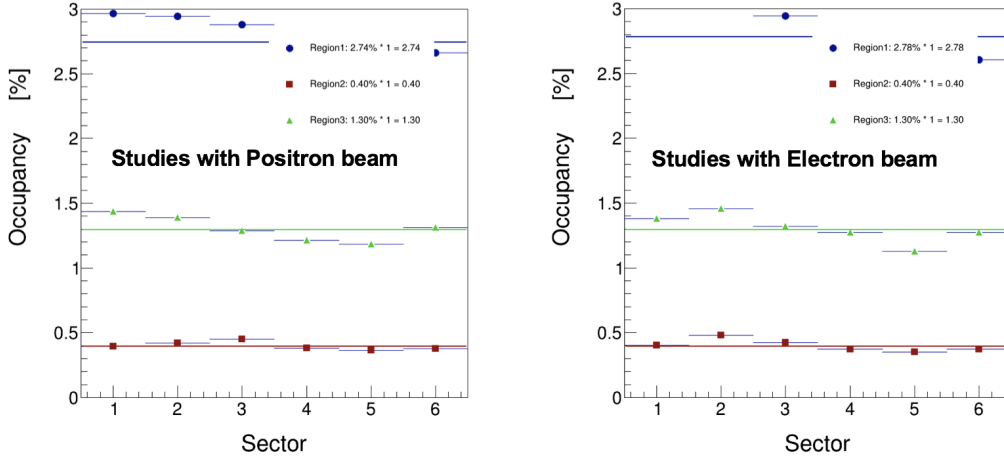 3
2.5
2
1.5
1
0.5
0
Occupancy [%]
Region1: 2.74% * 1 = 2.74
Region2: 0.40% * 1 = 0.40
Region3: 1.30% * 1 = 1.30
Studies with Positron beam
1 2 3 4 5 6
Sector
3
2.5
2
1.5
1
0.5
0
Occupancy [%]
Region1: 2.78% * 1 = 2.78
Region2: 0.40% * 1 = 0.40
Region3: 1.30% * 1 = 1.30
Studies with Electron beam
1 2 3 4 5 6
Sector